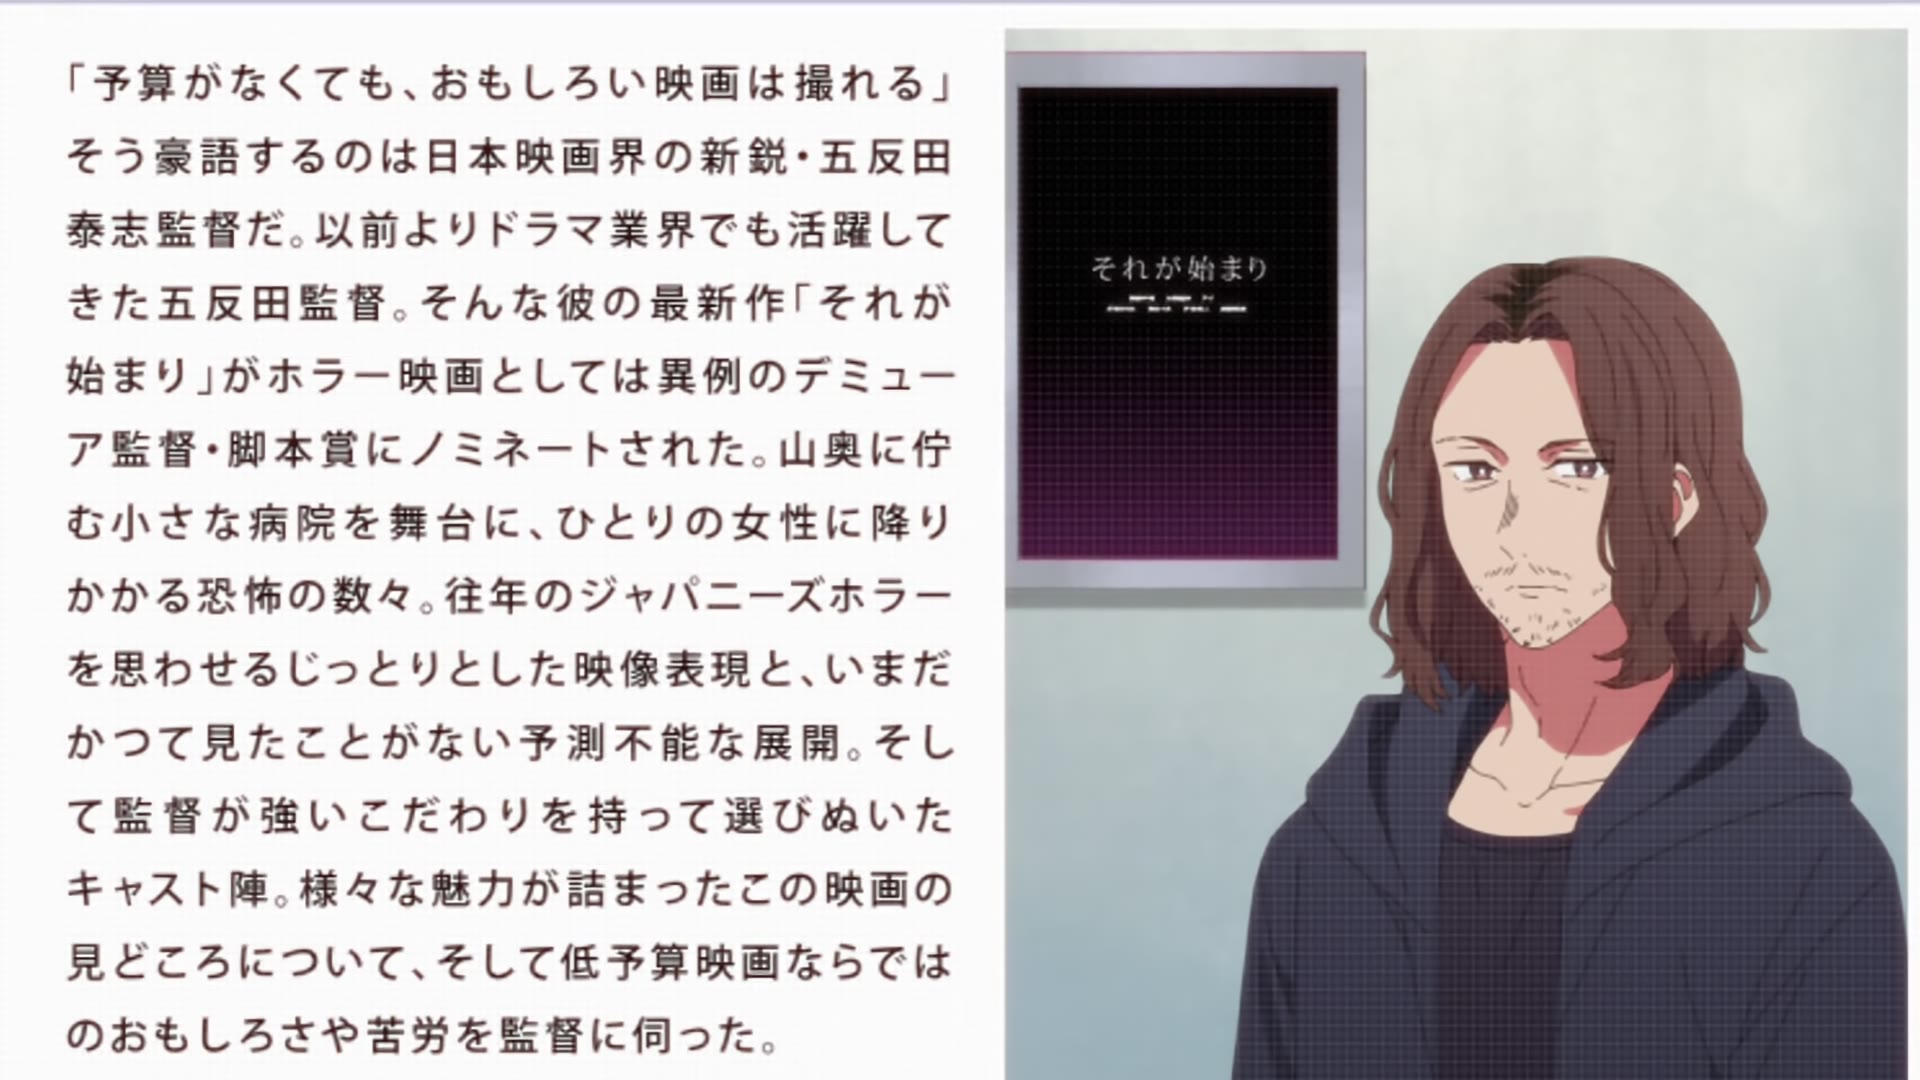 「予算がなくても、おもしろい映画は撮れる」
そう豪語するのは日本映画界の新鋭・五反田
泰志監督だ。以前よりドラマ業界でも活躍して
きた五反田監督。そんな彼の最新作「それが
始まり」がホラー映画としては異例のデミュー
ア監督・脚本賞にノミネートされた。山奥に佇
む小さな病院を舞台に、ひとりの女性に降り
かかる恐怖の数々。往年のジャパニーズホラー
を思わせるじっとりとした映像表現と、いまだ
かつて見たことがない予測不能な展開。そし
て監督が強いこだわりを持って選びぬいた
キャスト陣。様々な魅力が詰まったこの映画の
見どころについて、そして低予算映画ならでは
のおもしろさや苦労を監督に伺った。
それが始まり